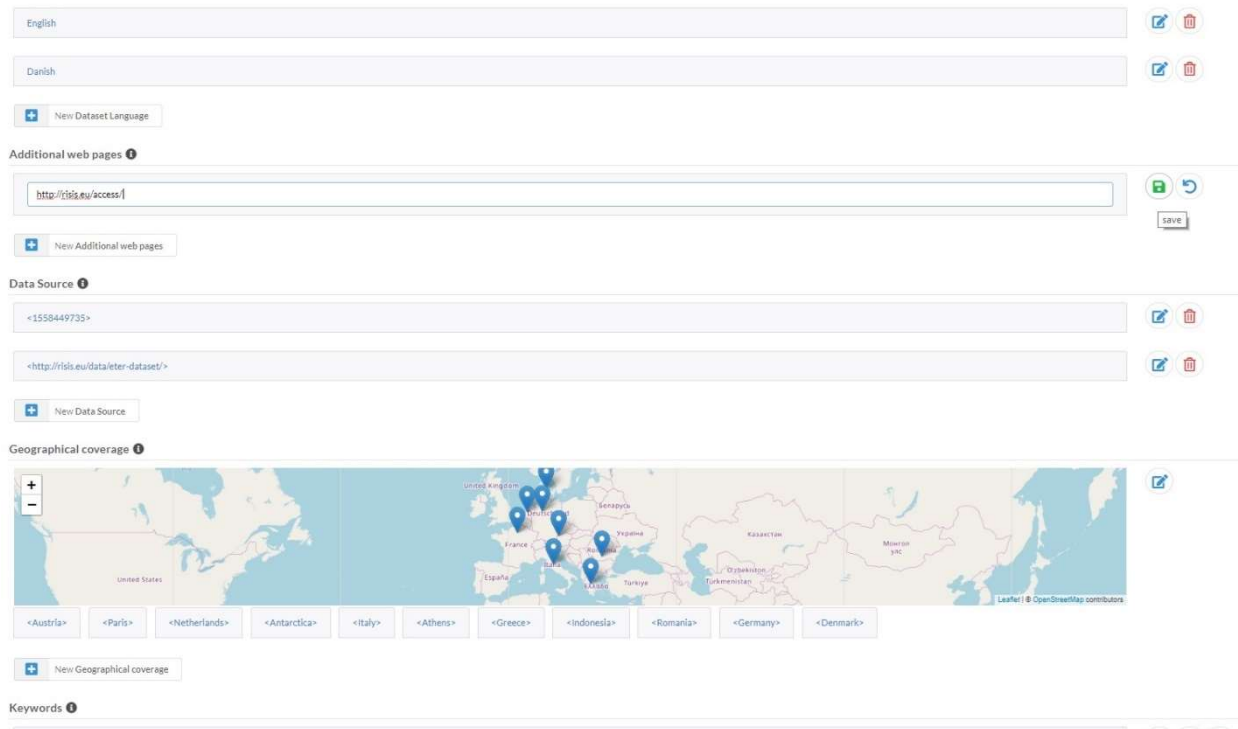 English
Danish
New Dataset Language
Additional web pages
http://risis.eu/access/
save
New Additional web pages
Data Source
<1558449735>
<http://risis.eu/data/eter-dataset/>
New Data Source
Geographical coverage
+
−
United Kingdom
Беларусь
Україна
Казахстан
Монгол
улс
France
Italia
España
Ελλάδα
Türkiye
Türkmenistan
United States
Leaflet | © OpenStreetMap contributors
<Austria> <Paris> <Netherlands> <Antarctica> <Italy> <Athens> <Greece> <Indonesia> <Romania> <Germany> <Denmark>
New Geographical coverage
Keywords